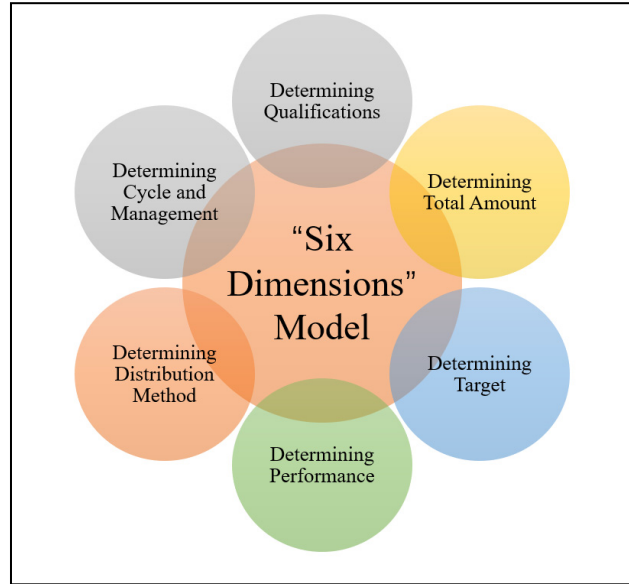 Determining
Qualifications
Determining
Total Amount
Determining
Target
Determining
Performance
Determining
Distribution
Method
Determining
Cycle and
Management
“Six
Dimensions”
Model